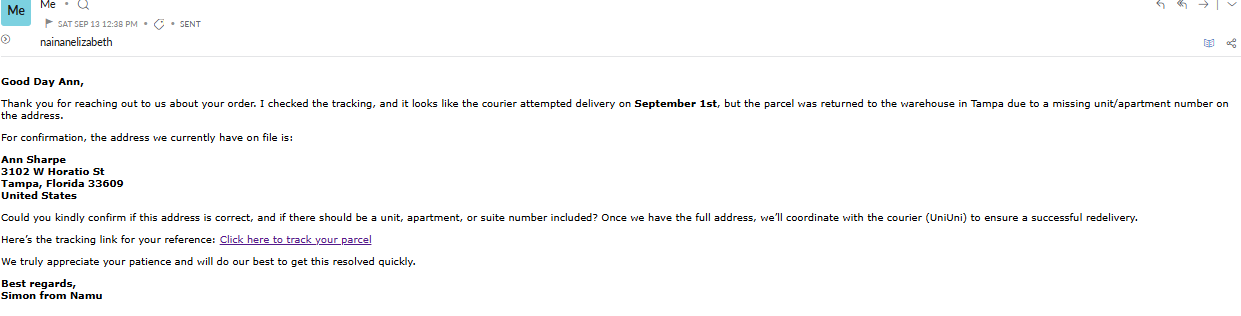 Me
Me •
SAT SEP 13 12:38 PM • • SENT
nainanelizabeth
Good Day Ann,
Thank you for reaching out to us about your order. I checked the tracking, and it looks like the courier attempted delivery on September 1st, but the parcel was returned to the warehouse in Tampa due to a missing unit/apartment number on
the address.
For confirmation, the address we currently have on file is:
Ann Sharpe
3102 W Horatio St
Tampa, Florida 33609
United States
Could you kindly confirm if this address is correct, and if there should be a unit, apartment, or suite number included? Once we have the full address, we'll coordinate with the courier (UniUni) to ensure a successful redelivery.
Here's the tracking link for your reference: Click here to track your parcel
We truly appreciate your patience and will do our best to get this resolved quickly.
Best regards,
Simon from Namu